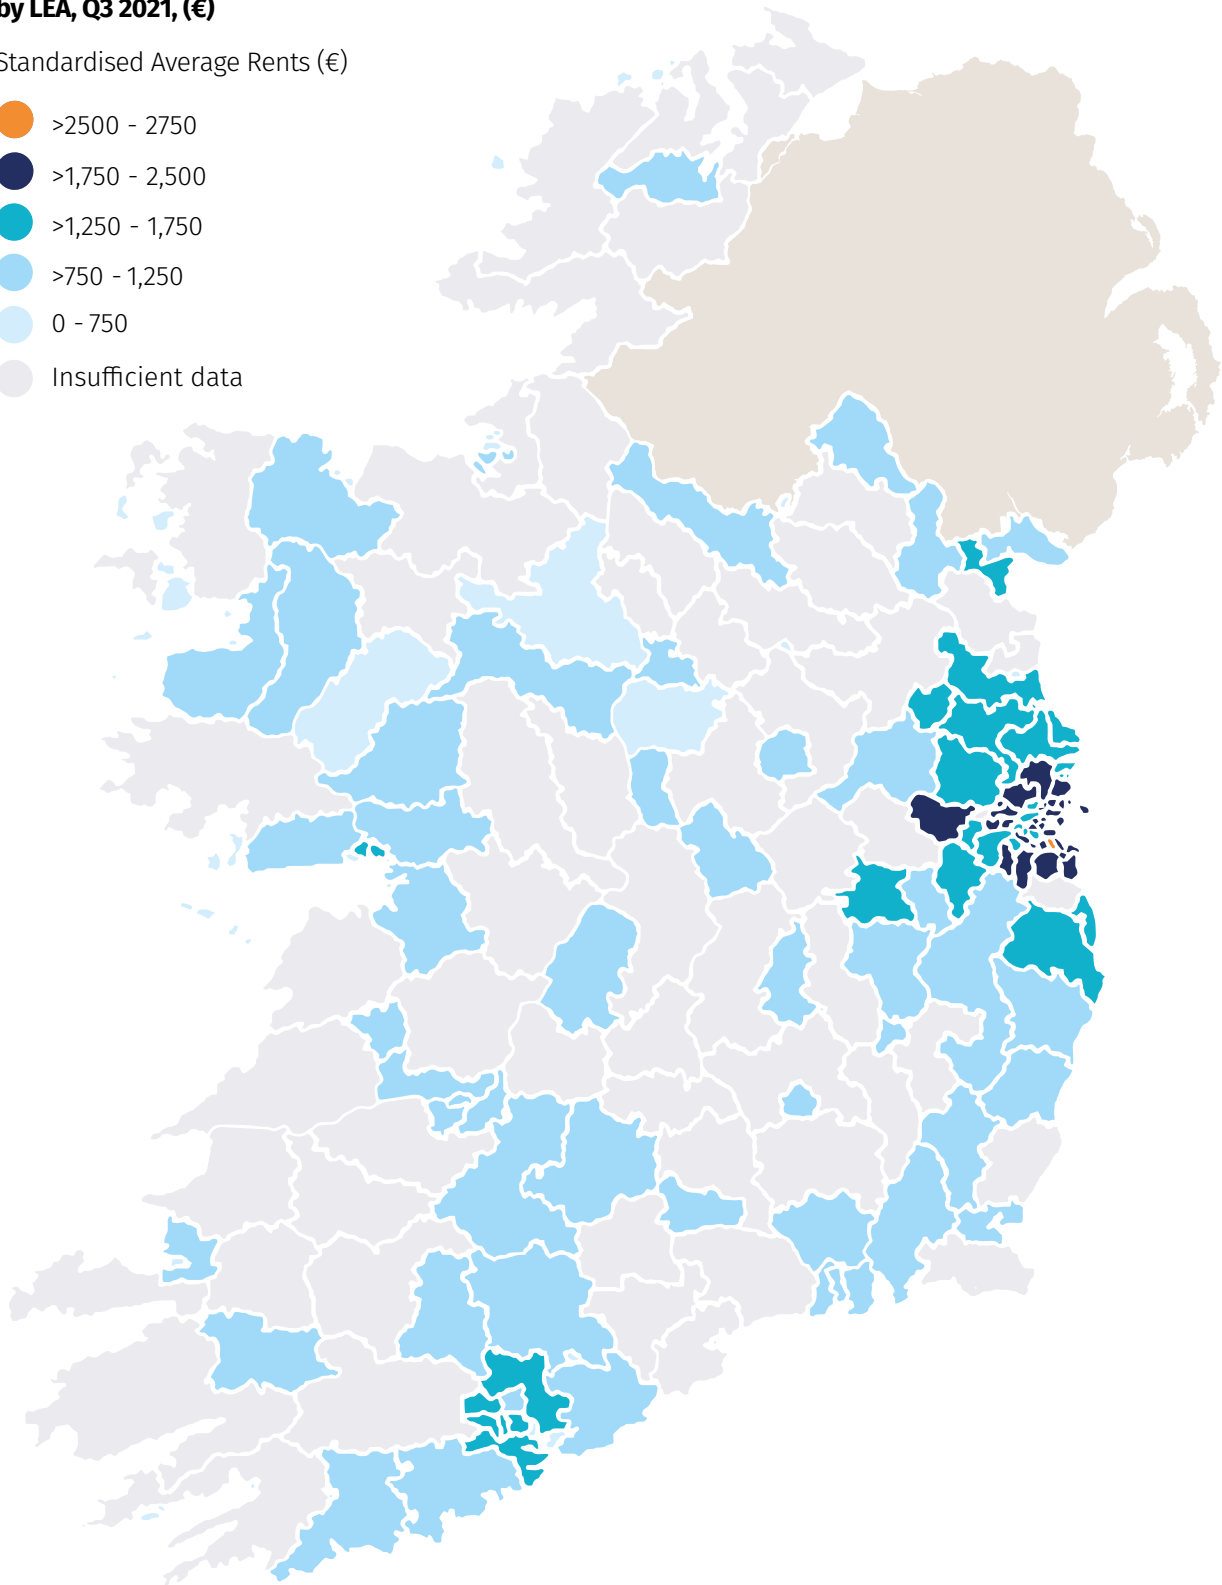 by LEA, Q3 2021, (€)
Standardised Average Rents (€)
>2500 - 2750
>1,750 - 2,500
>1,250 - 1,750
>750 - 1,250
0 - 750
Insufficient data